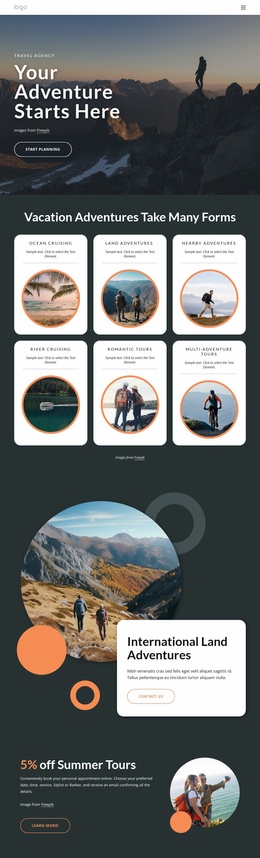 logo
TRAVEL AGENCY
Your
Adventure
Starts Here
Images from Freepik
START PLANNING
Vacation Adventures Take Many Forms
OCEAN CRUISING
Sample text. Click to select the Text
Element.
LAND ADVENTURES
Sample text. Click to select the Text
Element.
NEARBY ADVENTURES
Sample text. Click to select the Text
Element.
RIVER CRUISING
Sample text. Click to select the Text
Element.
ROMANTIC TOURS
Sample text. Click to select the Text
Element.
MULTI-ADVENTURE
TOURS
Sample text. Click to select the Text
Element.
Images from Freepik
International Land
Adventures
Nibh venenatis cras sed felis eget velit aliquet sagittis id.
Tellus pellentesque eu tincidunt tortor aliquam nulla.
CONTACT US
5% off Summer Tours
Conveniently book your personal appointment online. Choose your preferred
date, time, service, Stylist or Barber, and receive an email confirming all the
details.
Image from Freepik
LEARN MORE!